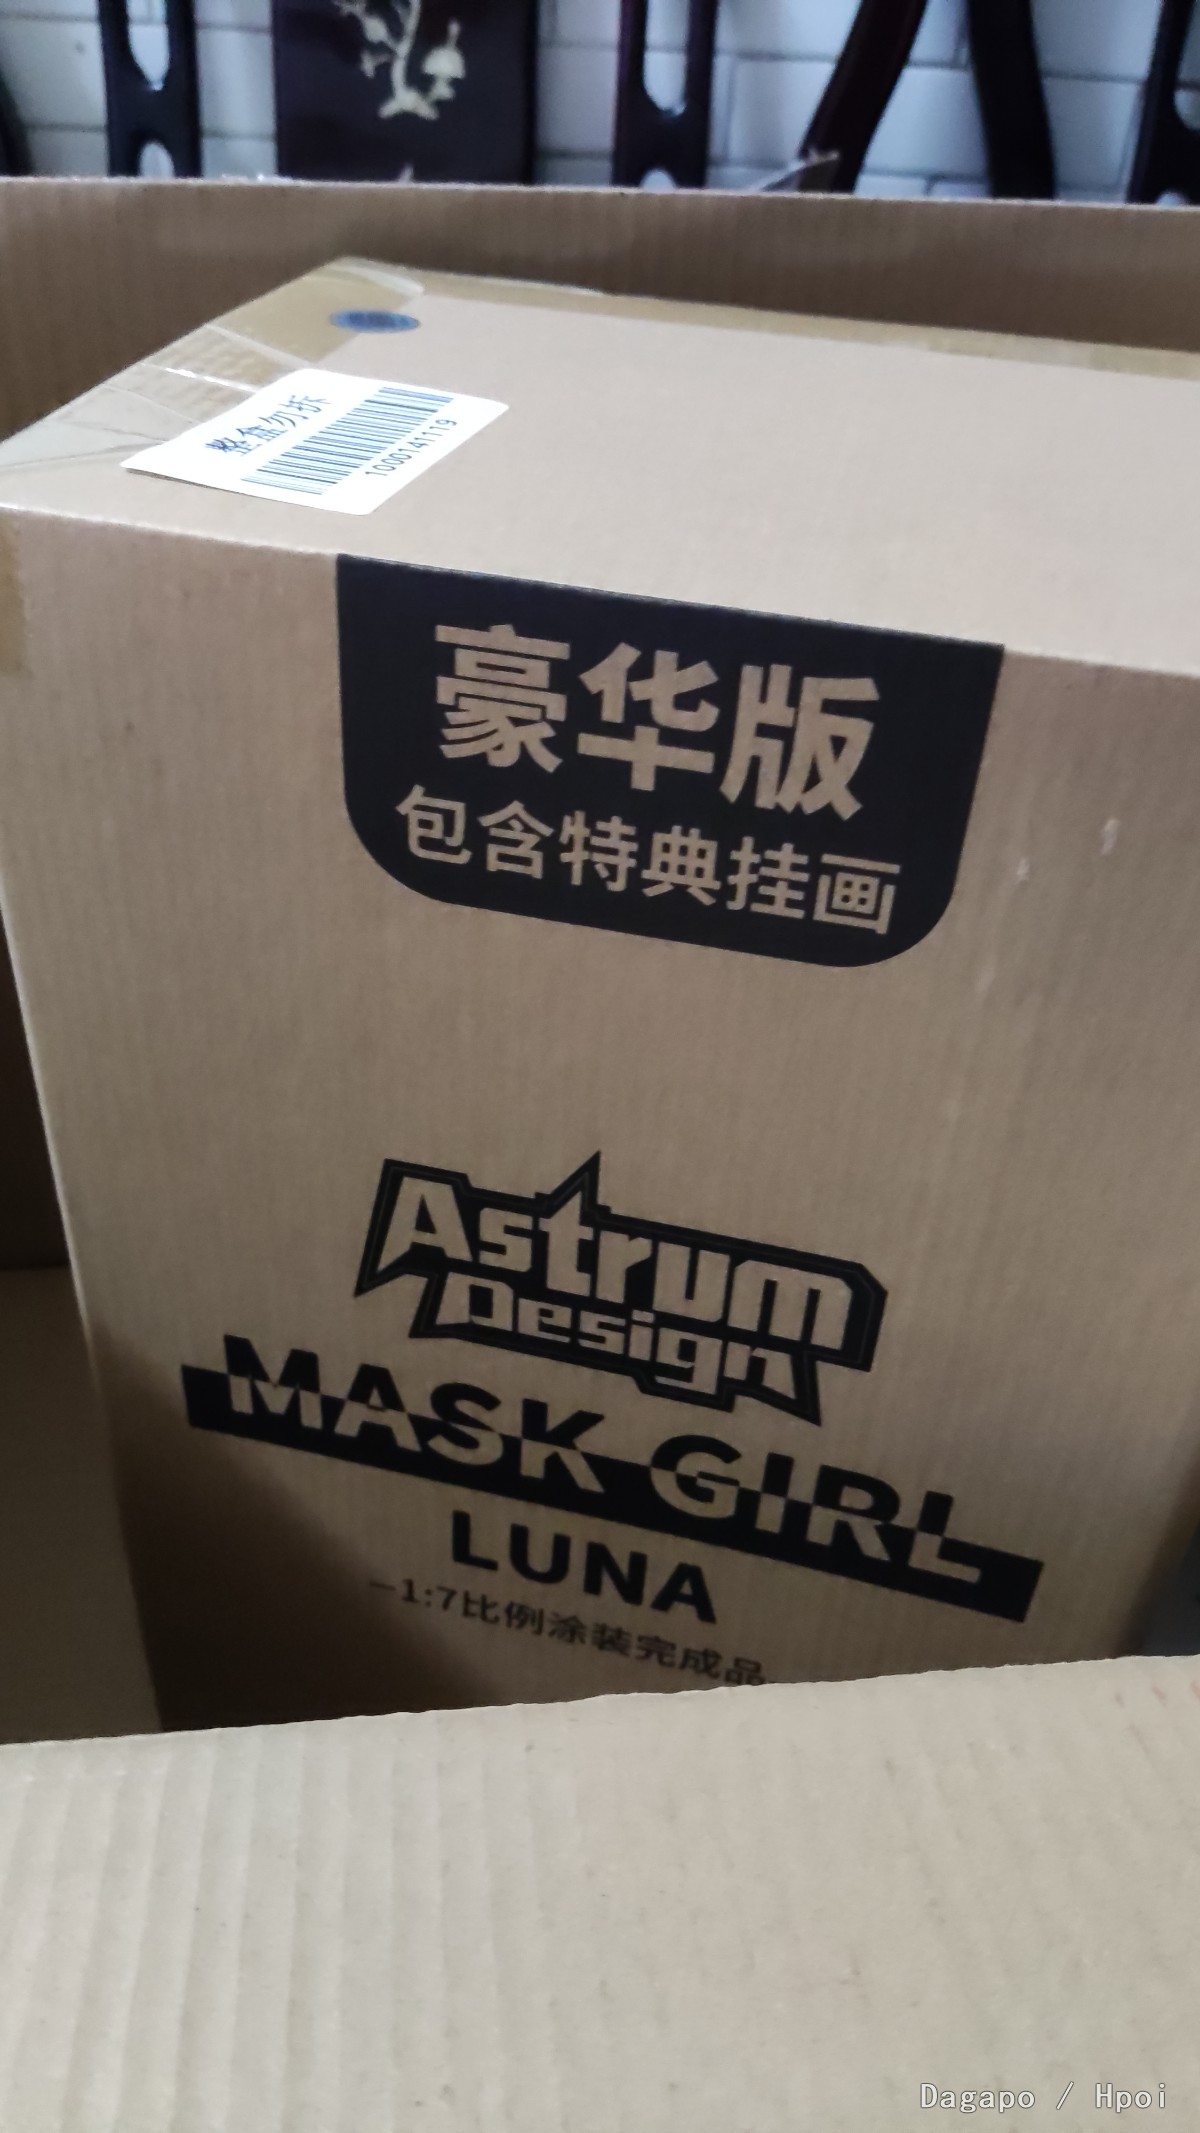 整盒勿拆
1000141119
豪华版
包含特典挂画
Astrum
Design
MASK GIRL
LUNA
—1:7比例涂装完成品
Dagapo / Hpoi